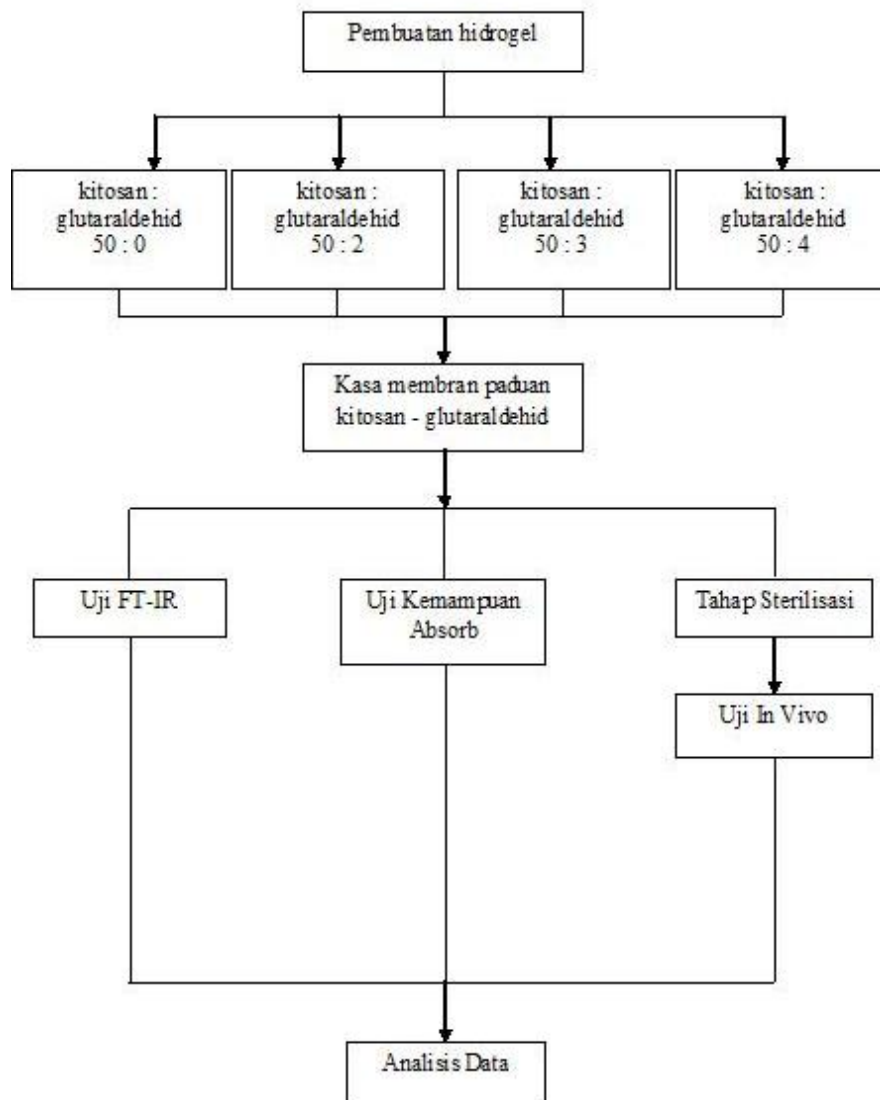 Pembuatan hidrogel
kitosan :
glutaraldehid
50 : 0
kitosan :
glutaraldehid
50 : 2
kitosan :
glutaraldehid
50 : 3
kitosan :
glutaraldehid
50 : 4
Kasa membran paduan
kitosan - glutaraldehid
Uji FT-IR
Uji Kemampuan
Absorb
Tahap Sterilisasi
Uji In Vivo
Analisis Data